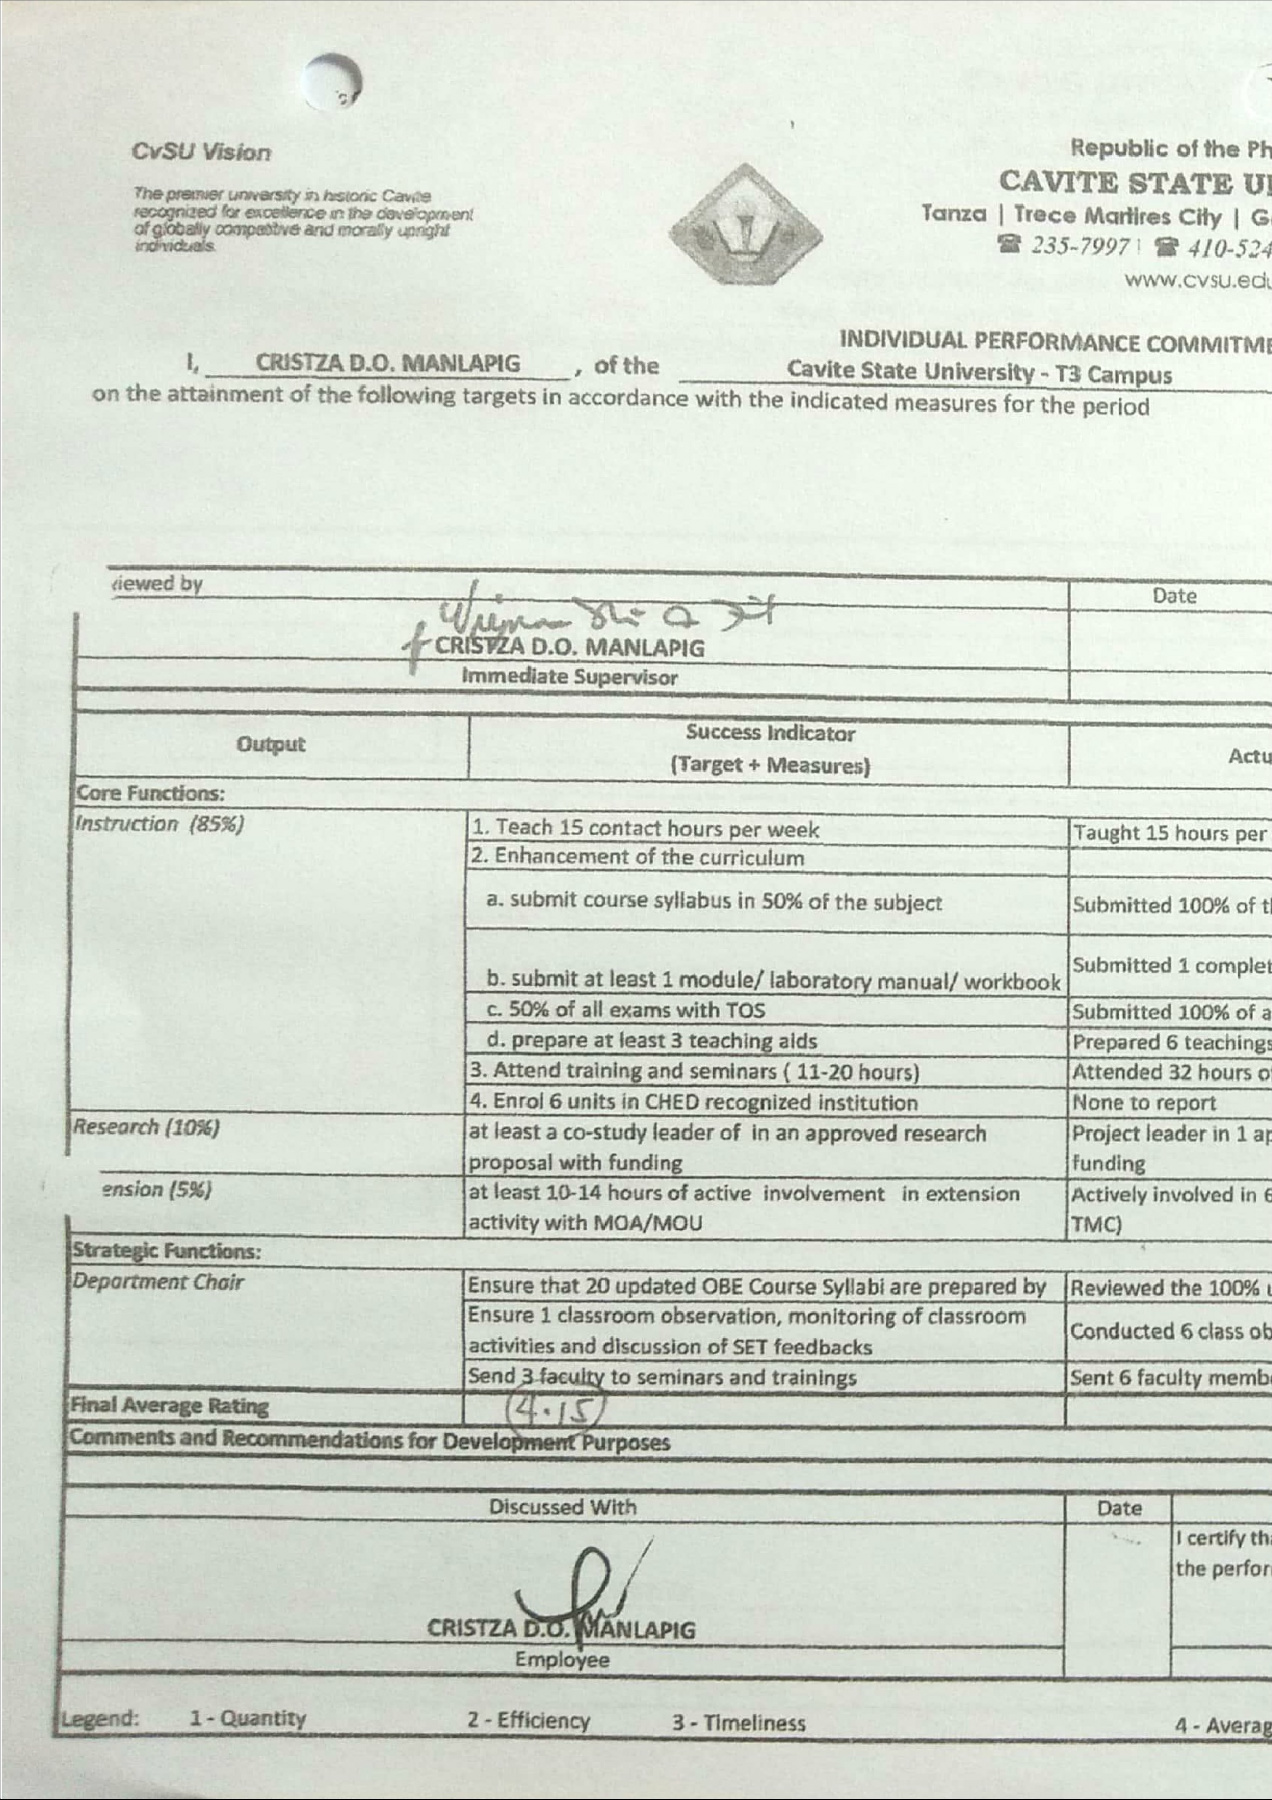 CvSU Vision
The premier university in historic Cavite
recognized for excellence in the development
of globally competitive and morally upright
individuals.
Republic of the Ph
CAVITE STATE U
Tanza | Trece Martires City | G
☎ 235-7997 | ☎ 410-524
www.cvsu.edu
INDIVIDUAL PERFORMANCE COMMITME
I, CRISTZA D.O. MANLAPIG , of the Cavite State University - T3 Campus
on the attainment of the following targets in accordance with the indicated measures for the period
iewed by
Date
CRISTZA D.O. MANLAPIG
Immediate Supervisor
Output
Success Indicator
(Target + Measures)
Actu
Core Functions:
Instruction (85%)
1. Teach 15 contact hours per week
Taught 15 hours per
2. Enhancement of the curriculum
a. submit course syllabus in 50% of the subject
Submitted 100% of t
b. submit at least 1 module/ laboratory manual/ workbook
Submitted 1 complet
c. 50% of all exams with TOS
Submitted 100% of a
d. prepare at least 3 teaching aids
Prepared 6 teachings
3. Attend training and seminars ( 11-20 hours)
Attended 32 hours o
4. Enrol 6 units in CHED recognized institution
None to report
Research (10%)
at least a co-study leader of in an approved research
proposal with funding
Project leader in 1 ap
funding
ension (5%)
at least 10-14 hours of active involvement in extension
activity with MOA/MOU
Actively involved in 6
TMC)
Strategic Functions:
Department Chair
Ensure that 20 updated OBE Course Syllabi are prepared by
Reviewed the 100% u
Ensure 1 classroom observation, monitoring of classroom
activities and discussion of SET feedbacks
Conducted 6 class ob
Send 3 faculty to seminars and trainings
Sent 6 faculty membe
Final Average Rating
4.15
Comments and Recommendations for Development Purposes
Discussed With
Date
I certify tha
the perfor
CRISTZA D.O. MANLAPIG
Employee
Legend: 1 - Quantity 2 - Efficiency 3 - Timeliness 4 - Averag